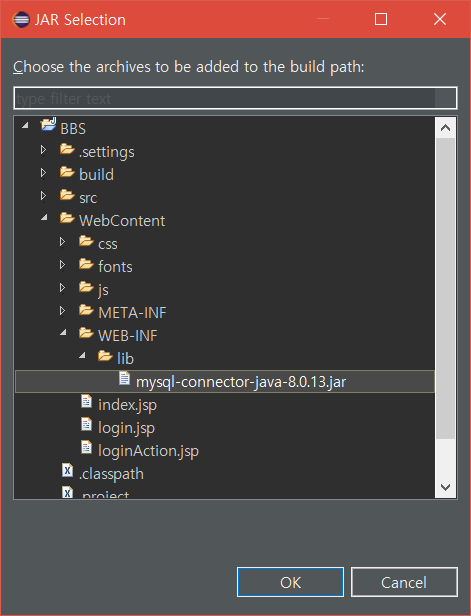 JAR Selection
Choose the archives to be added to the build path:
type filter text
BBS
.settings
build
src
WebContent
css
fonts
js
META-INF
WEB-INF
lib
mysql-connector-java-8.0.13.jar
index.jsp
login.jsp
loginAction.jsp
.classpath
.project
OK
Cancel